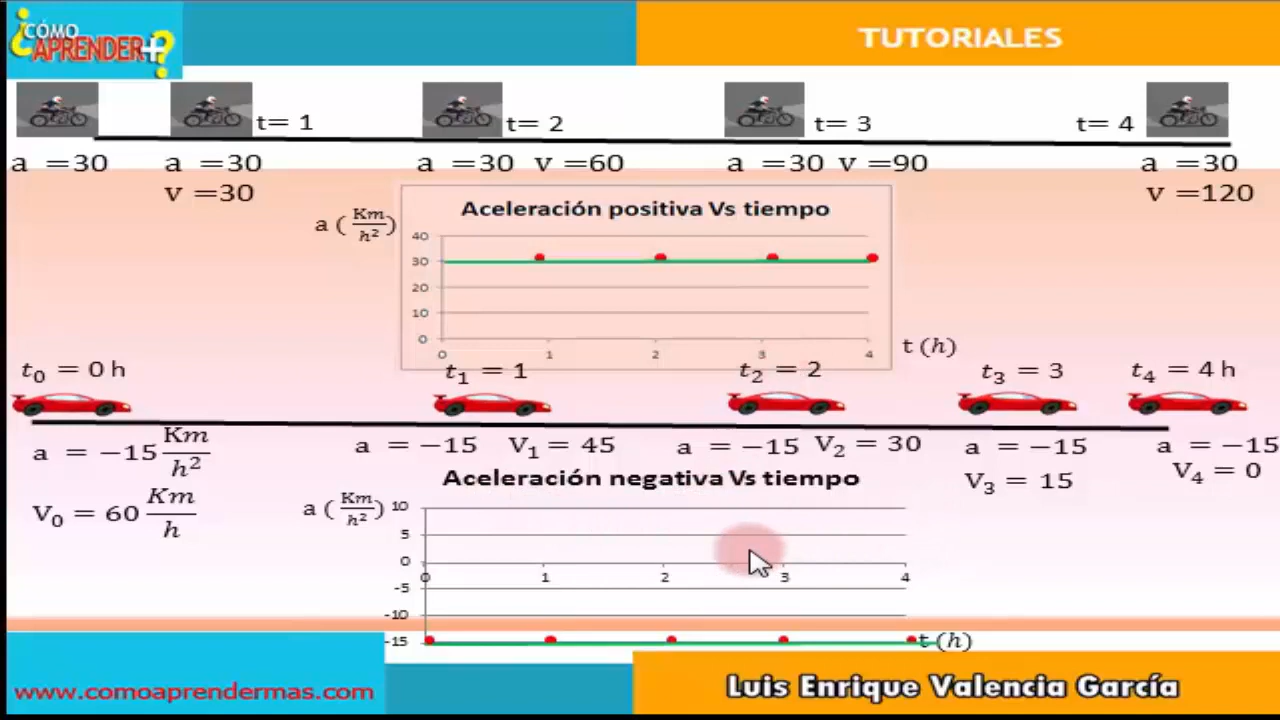 ¿CÓMO
APRENDER+?
TUTORIALES
t= 1
t= 2
t= 3
t= 4
a =30
a =30
a =30 v =60
a =30 v =90
a =30
v =30
v =120
Aceleración positiva Vs tiempo
a (Km/h²)
40
30
20
10
0
0 1 2 3 4
t (h)
t₀ = 0 h
t₁ = 1
t₂ = 2
t₃ = 3
t₄ = 4 h
a = −15 Km/h²
a = −15 V₁ = 45
a = −15 V₂ = 30
a = −15
a = −15
V₃ = 15
V₄ = 0
V₀ = 60 Km/h
Aceleración negativa Vs tiempo
a (Km/h²)
10
5
0
0 1 2 3 4
-5
-10
-15
t (h)
www.comoaprendermas.com
Luis Enrique Valencia García